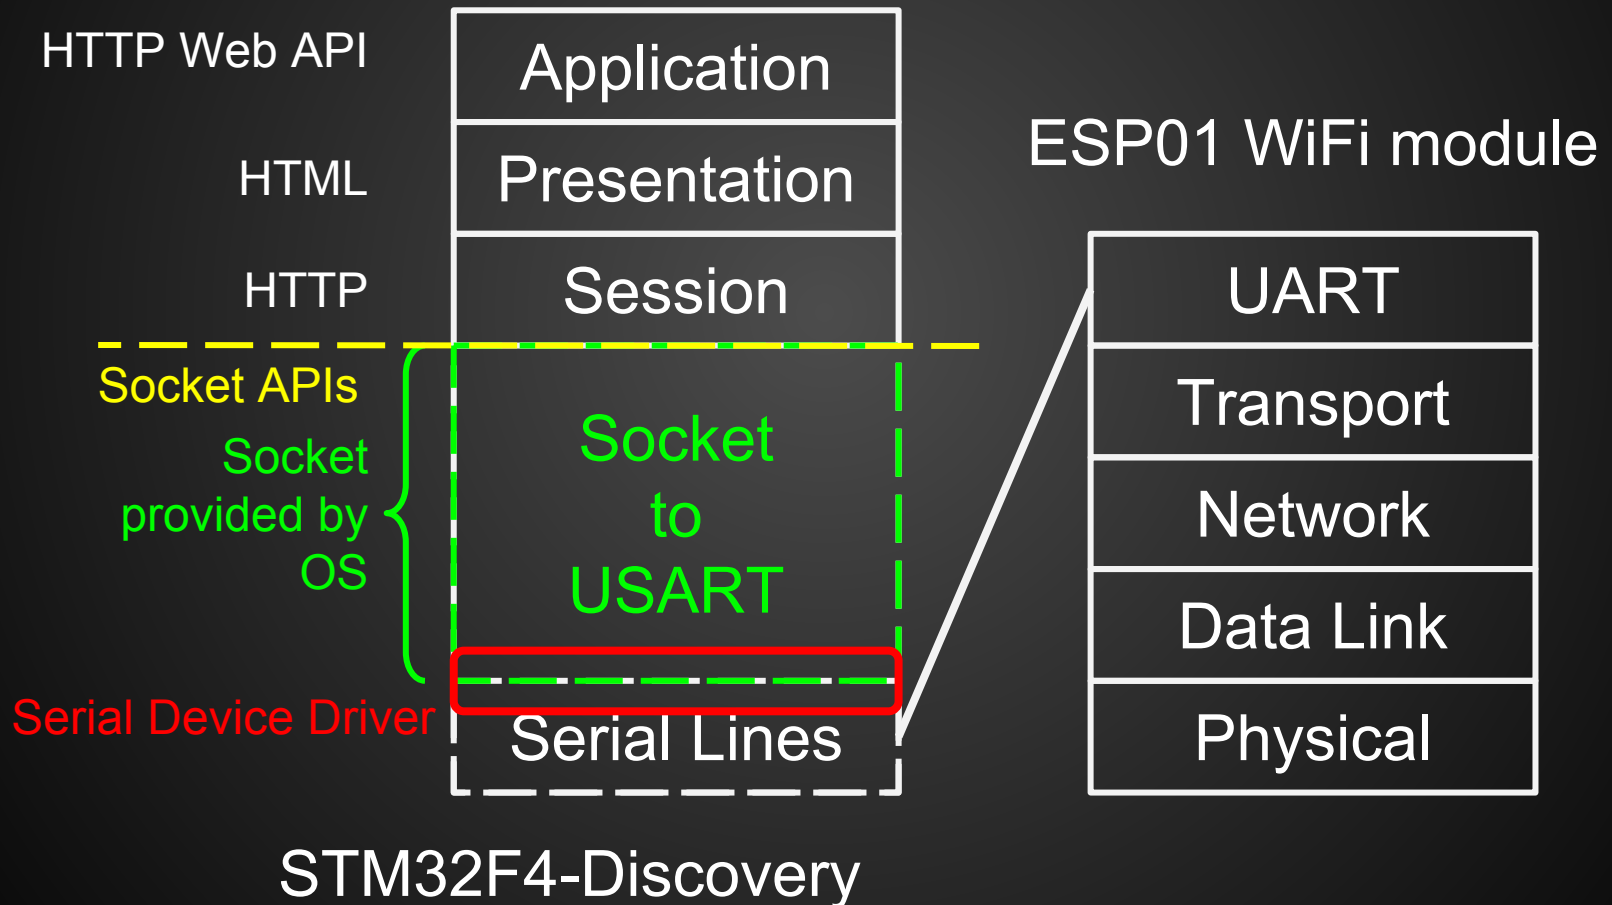 HTTP Web API
Application
HTML
Presentation
HTTP
Session
Socket APIs
Socket
provided by
OS
Socket
to
USART
Serial Device Driver
Serial Lines
STM32F4-Discovery
ESP01 WiFi module
UART
Transport
Network
Data Link
Physical